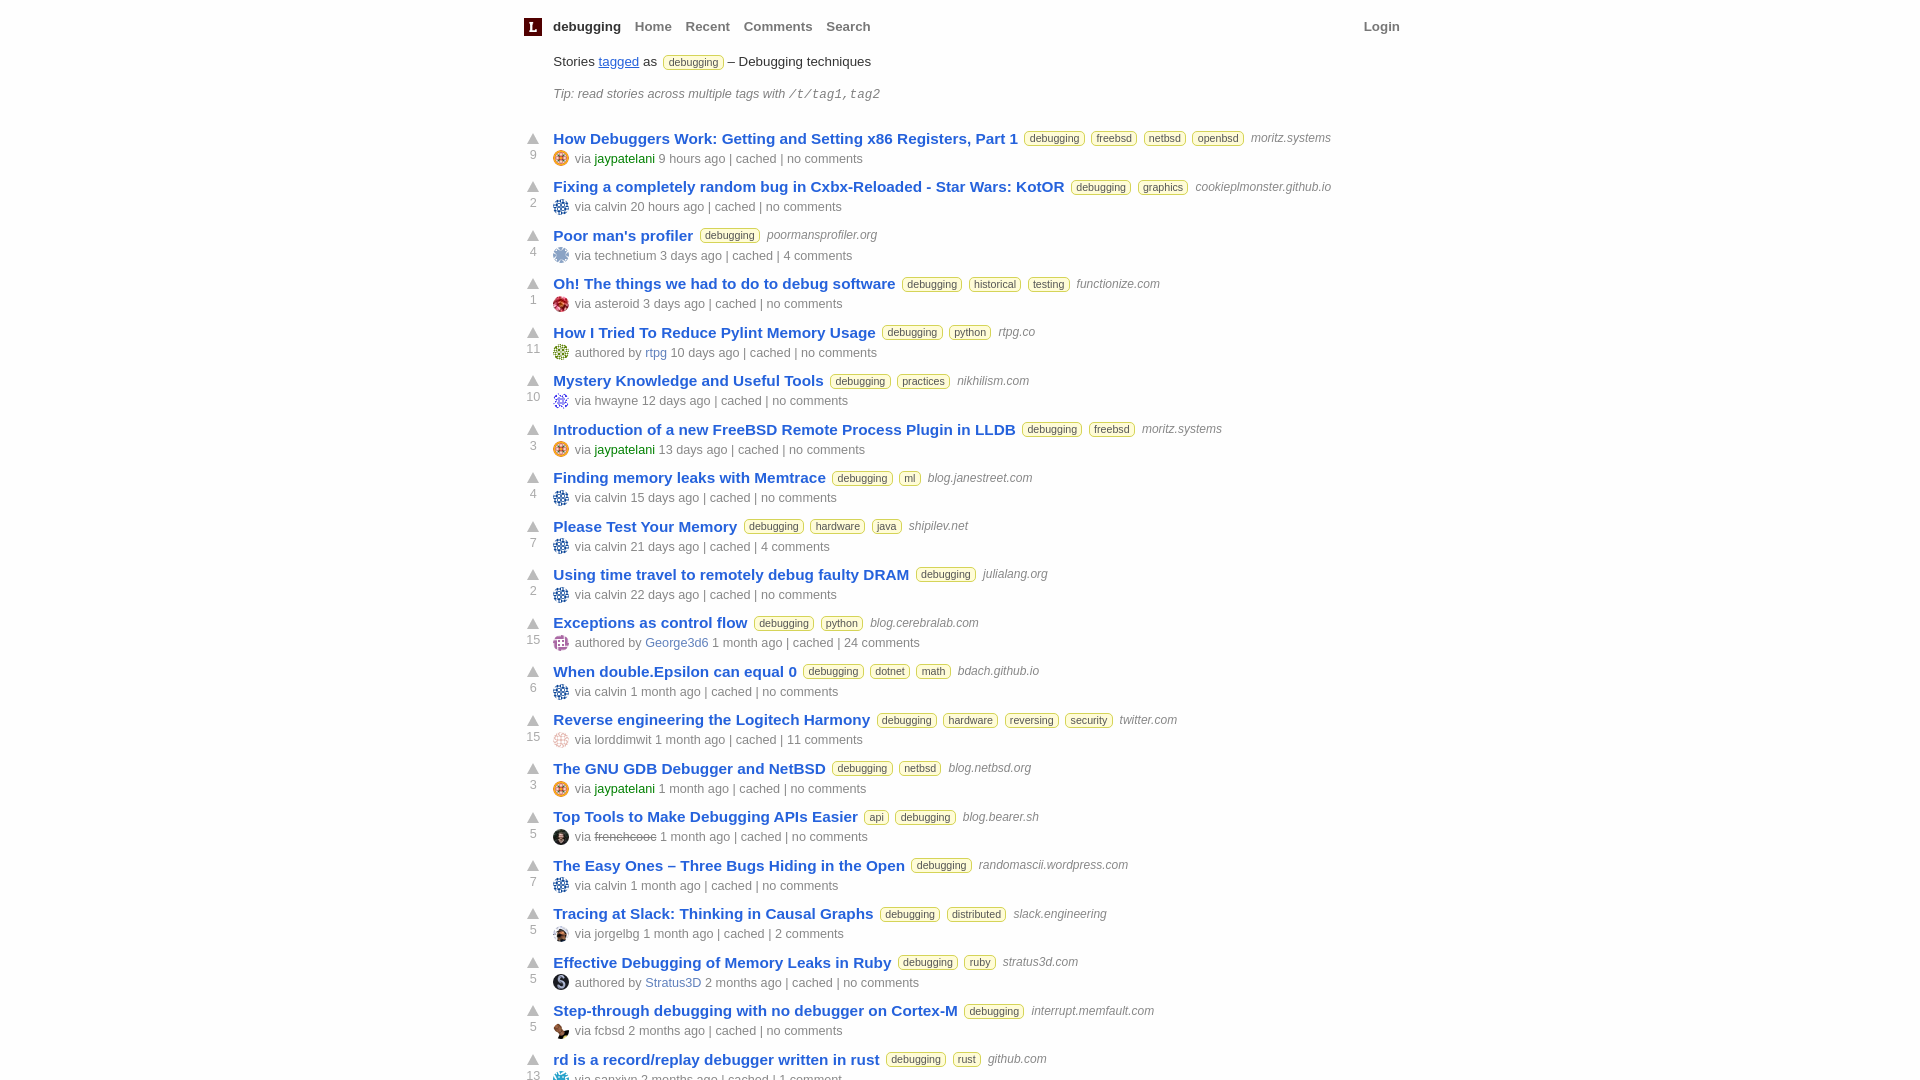 L debugging Home Recent Comments Search Login
Stories tagged as debugging – Debugging techniques
Tip: read stories across multiple tags with /t/tag1,tag2
How Debuggers Work: Getting and Setting x86 Registers, Part 1 debugging freebsd netbsd openbsd moritz.systems
9 via jaypatelani 9 hours ago | cached | no comments
Fixing a completely random bug in Cxbx-Reloaded - Star Wars: KotOR debugging graphics cookieplmonster.github.io
2 via calvin 20 hours ago | cached | no comments
Poor man's profiler debugging poormansprofiler.org
4 via technetium 3 days ago | cached | 4 comments
Oh! The things we had to do to debug software debugging historical testing functionize.com
1 via asteroid 3 days ago | cached | no comments
How I Tried To Reduce Pylint Memory Usage debugging python rtpg.co
11 authored by rtpg 10 days ago | cached | no comments
Mystery Knowledge and Useful Tools debugging practices nikhilism.com
10 via hwayne 12 days ago | cached | no comments
Introduction of a new FreeBSD Remote Process Plugin in LLDB debugging freebsd moritz.systems
3 via jaypatelani 13 days ago | cached | no comments
Finding memory leaks with Memtrace debugging ml blog.janestreet.com
4 via calvin 15 days ago | cached | no comments
Please Test Your Memory debugging hardware java shipilev.net
7 via calvin 21 days ago | cached | 4 comments
Using time travel to remotely debug faulty DRAM debugging julialang.org
2 via calvin 22 days ago | cached | no comments
Exceptions as control flow debugging python blog.cerebralab.com
15 authored by George3d6 1 month ago | cached | 24 comments
When double.Epsilon can equal 0 debugging dotnet math bdach.github.io
6 via calvin 1 month ago | cached | no comments
Reverse engineering the Logitech Harmony debugging hardware reversing security twitter.com
15 via lorddimwit 1 month ago | cached | 11 comments
The GNU GDB Debugger and NetBSD debugging netbsd blog.netbsd.org
3 via jaypatelani 1 month ago | cached | no comments
Top Tools to Make Debugging APIs Easier api debugging blog.bearer.sh
5 via frenchcooc 1 month ago | cached | no comments
The Easy Ones – Three Bugs Hiding in the Open debugging randomascii.wordpress.com
7 via calvin 1 month ago | cached | no comments
Tracing at Slack: Thinking in Causal Graphs debugging distributed slack.engineering
5 via jorgelbg 1 month ago | cached | 2 comments
Effective Debugging of Memory Leaks in Ruby debugging ruby stratus3d.com
5 authored by Stratus3D 2 months ago | cached | no comments
Step-through debugging with no debugger on Cortex-M debugging interrupt.memfault.com
5 via fcbsd 2 months ago | cached | no comments
rd is a record/replay debugger written in rust debugging rust github.com
13 via sanxiyn 2 months ago | cached | 1 comment